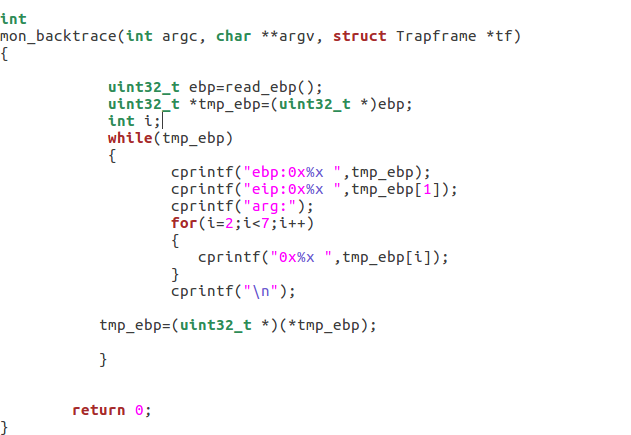 int
mon_backtrace(int argc, char **argv, struct Trapframe *tf)
{
uint32_t ebp=read_ebp();
uint32_t *tmp_ebp=(uint32_t *)ebp;
int i;
while(tmp_ebp)
{
cprintf("ebp:0x%x ",tmp_ebp);
cprintf("eip:0x%x ",tmp_ebp[1]);
cprintf("arg:");
for(i=2;i<7;i++)
{
cprintf("0x%x ",tmp_ebp[i]);
}
cprintf("\n");
tmp_ebp=(uint32_t *)(*tmp_ebp);
}
return 0;
}